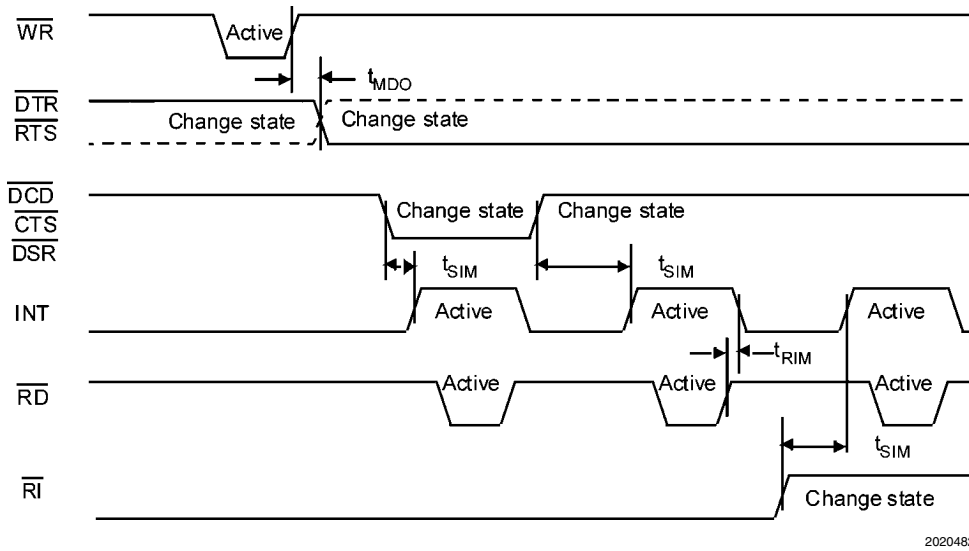 WR Active
tMDO
DTR
RTS Change state Change state
DCD
CTS
DSR Change state Change state
tSIM tSIM
INT Active Active Active
tRIM
RD Active Active Active
tSIM
RI Change state
202048